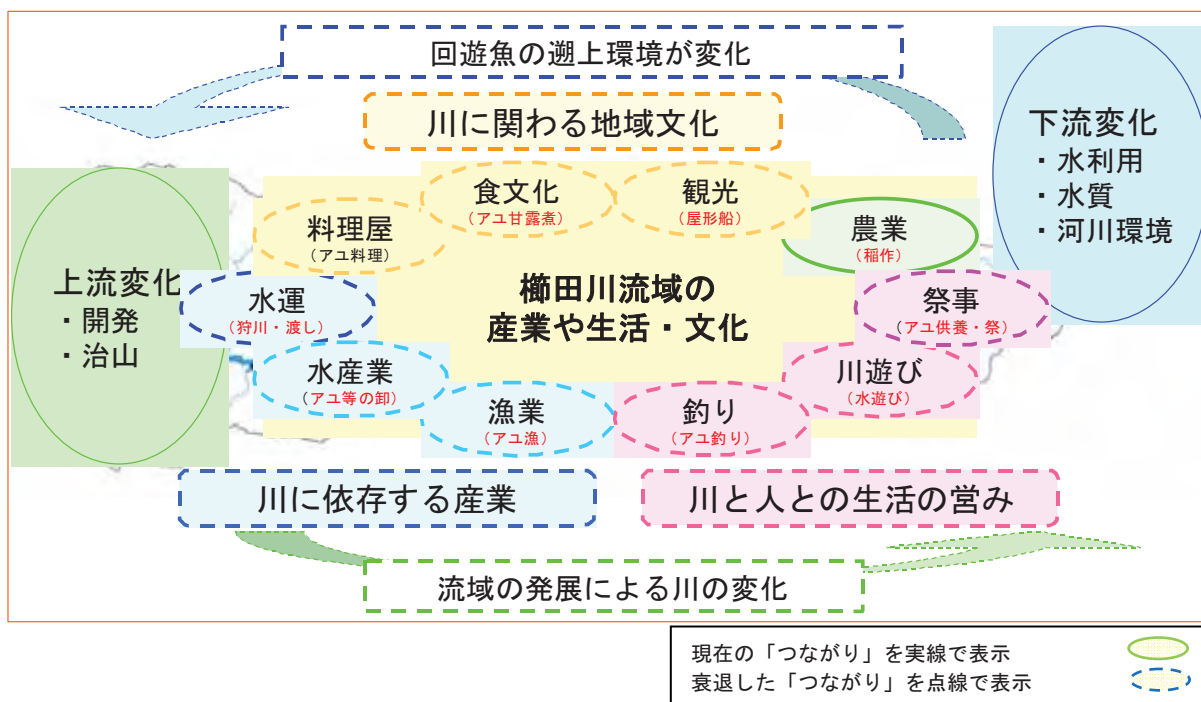 回遊魚の遡上環境が変化
川に関わる地域文化
下流変化
・水利用
・水質
・河川環境
上流変化
・開発
・治山
食文化
(アユ甘露煮)
観光
(屋形船)
料理屋
(アユ料理)
農業
(稲作)
櫛田川流域の
産業や生活・文化
水運
(狩川・渡し)
祭事
(アユ供養・祭)
水産業
(アユ等の卸)
川遊び
(水遊び)
漁業
(アユ漁)
釣り
(アユ釣り)
川に依存する産業
川と人との生活の営み
流域の発展による川の変化
現在の「つながり」を実線で表示
衰退した「つながり」を点線で表示